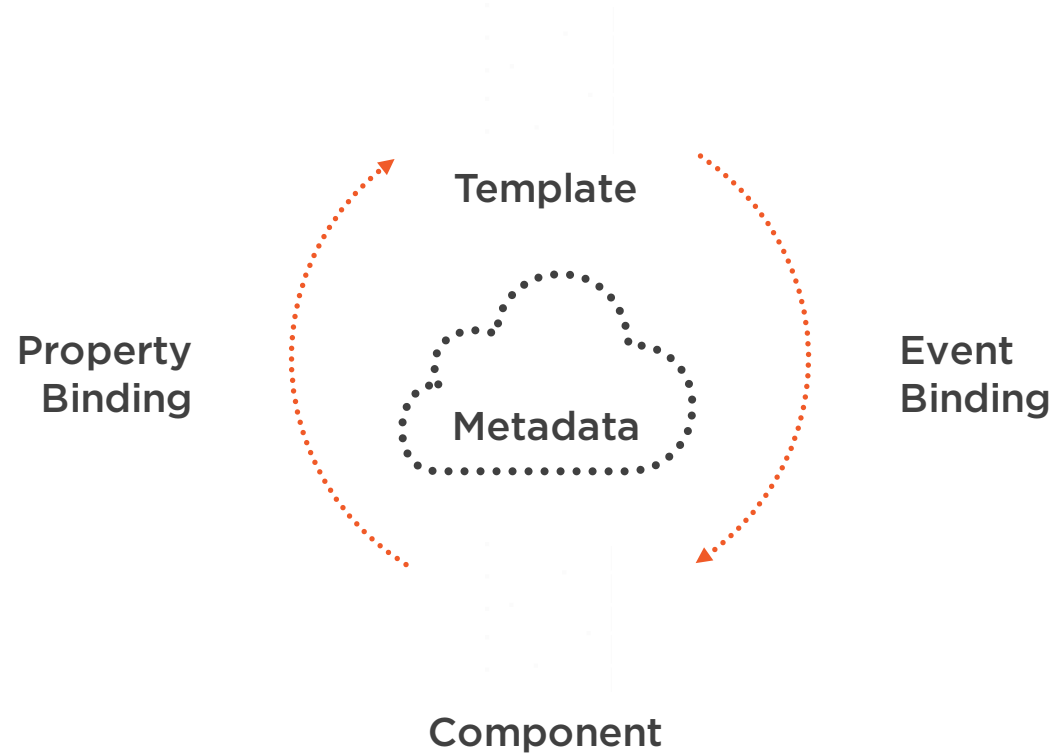 Template
Property
Binding
Metadata
Event
Binding
Component